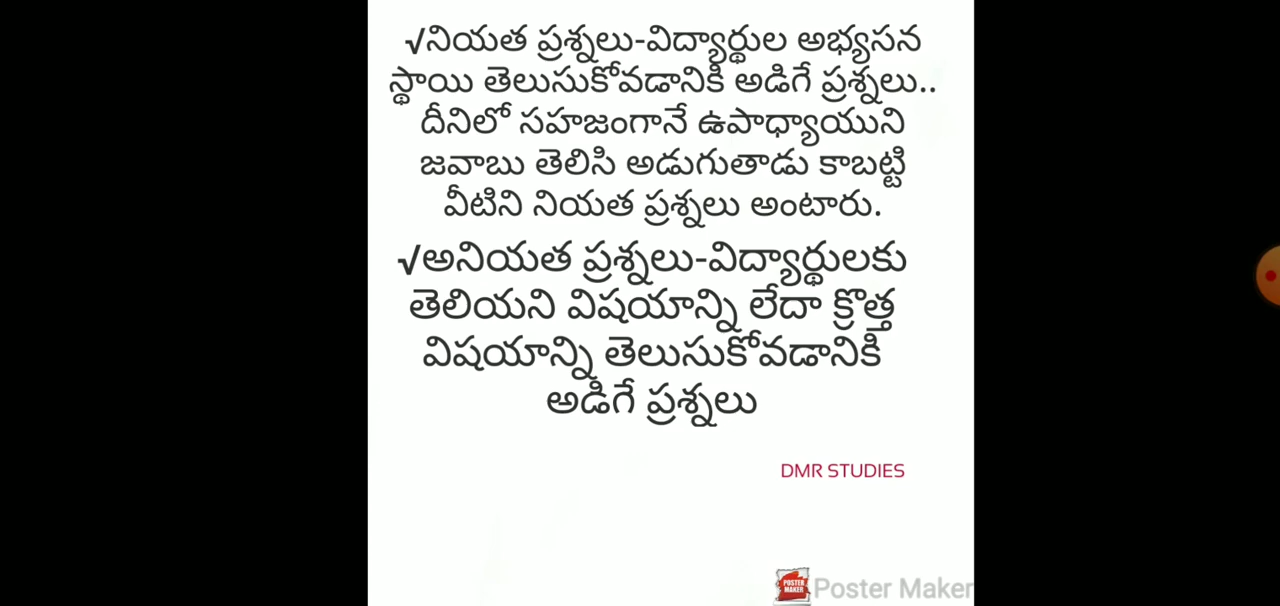 √నియత ప్రశ్నలు-విద్యార్థుల అభ్యసన
స్థాయి తెలుసుకోవడానికి అడిగే ప్రశ్నలు..
దీనిలో సహజంగానే ఉపాధ్యాయుని
జవాబు తెలిసి అడుగుతాడు కాబట్టి
వీటిని నియత ప్రశ్నలు అంటారు.
√అనియత ప్రశ్నలు-విద్యార్థులకు
తెలియని విషయాన్ని లేదా క్రొత్త
విషయాన్ని తెలుసుకోవడానికి
అడిగే ప్రశ్నలు
DMR STUDIES
POSTER
MAKER
Poster Maker